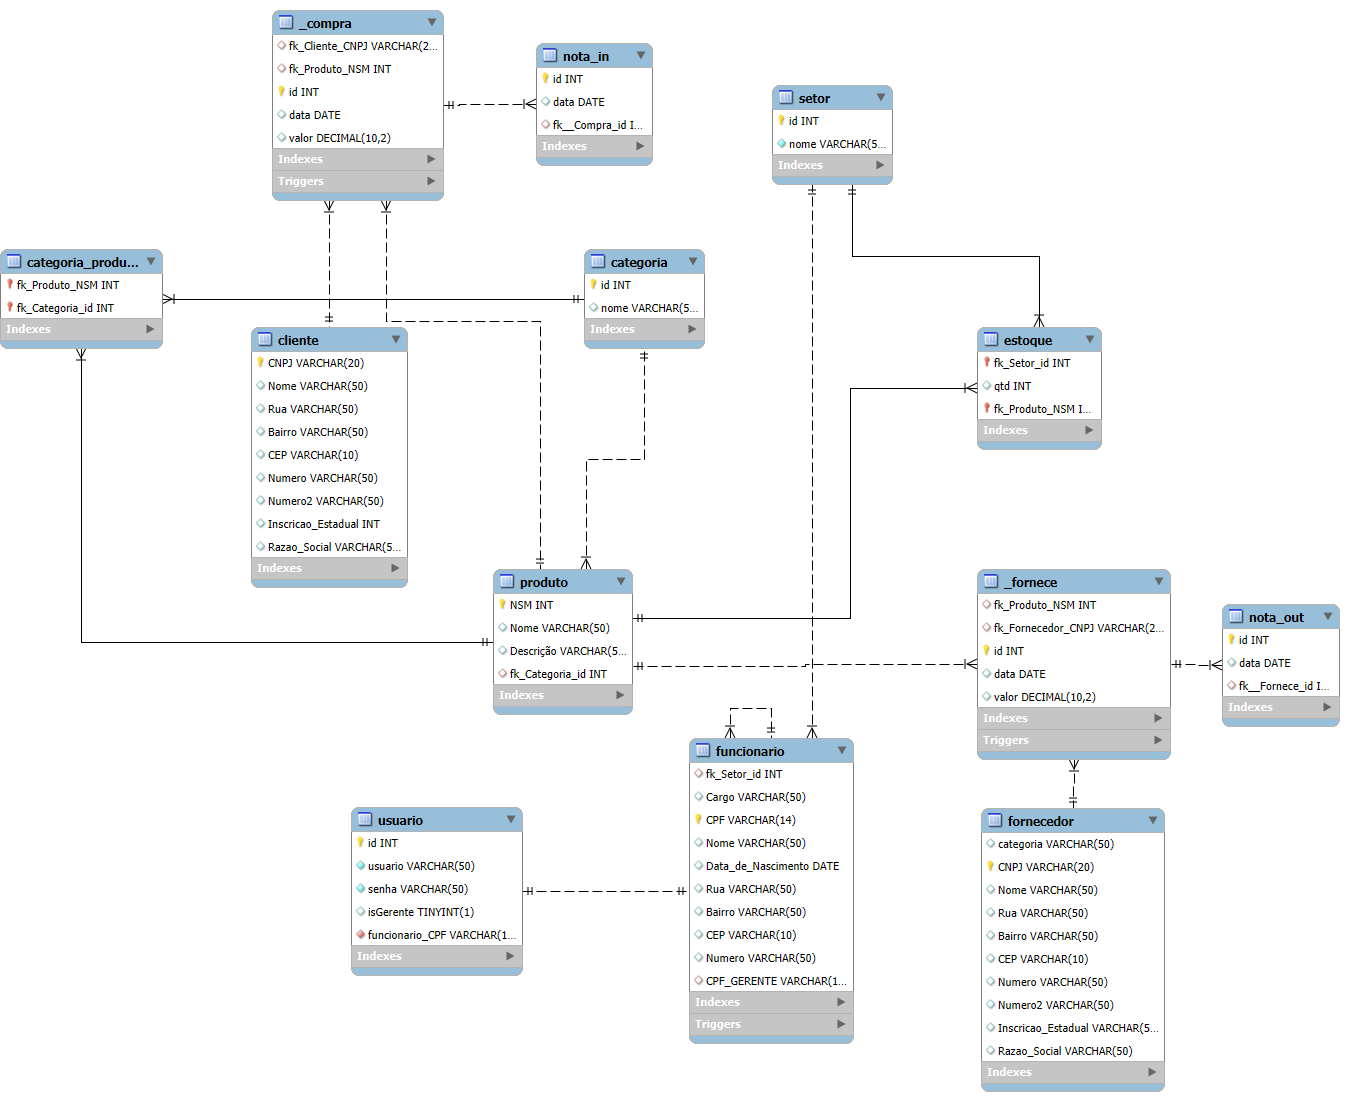 _compra
fk_Cliente_CNPJ VARCHAR(2...
fk_Produto_NSM INT
id INT
data DATE
valor DECIMAL(10,2)
Indexes
Triggers
nota_in
id INT
data DATE
fk__Compra_id I...
Indexes
setor
id INT
nome VARCHAR(5...
Indexes
categoria_produ...
fk_Produto_NSM INT
fk_Categoria_id INT
Indexes
categoria
id INT
nome VARCHAR(5...
Indexes
cliente
CNPJ VARCHAR(20)
Nome VARCHAR(50)
Rua VARCHAR(50)
Bairro VARCHAR(50)
CEP VARCHAR(10)
Numero VARCHAR(50)
Numero2 VARCHAR(50)
Inscricao_Estadual INT
Razao_Social VARCHAR(5...
Indexes
estoque
fk_Setor_id INT
qtd INT
fk_Produto_NSM I...
Indexes
produto
NSM INT
Nome VARCHAR(50)
Descrição VARCHAR(5...
fk_Categoria_id INT
Indexes
_fornece
fk_Produto_NSM INT
fk_Fornecedor_CNPJ VARCHAR(2...
id INT
data DATE
valor DECIMAL(10,2)
Indexes
Triggers
nota_out
id INT
data DATE
fk__Fornece_id I...
Indexes
funcionario
fk_Setor_id INT
Cargo VARCHAR(50)
CPF VARCHAR(14)
Nome VARCHAR(50)
Data_de_Nascimento DATE
Rua VARCHAR(50)
Bairro VARCHAR(50)
CEP VARCHAR(10)
Numero VARCHAR(50)
CPF_GERENTE VARCHAR(1...
Indexes
Triggers
usuario
id INT
usuario VARCHAR(50)
senha VARCHAR(50)
isGerente TINYINT(1)
funcionario_CPF VARCHAR(1...
Indexes
fornecedor
categoria VARCHAR(50)
CNPJ VARCHAR(20)
Nome VARCHAR(50)
Rua VARCHAR(50)
Bairro VARCHAR(50)
CEP VARCHAR(10)
Numero VARCHAR(50)
Numero2 VARCHAR(50)
Inscricao_Estadual VARCHAR(5...
Razao_Social VARCHAR(50)
Indexes